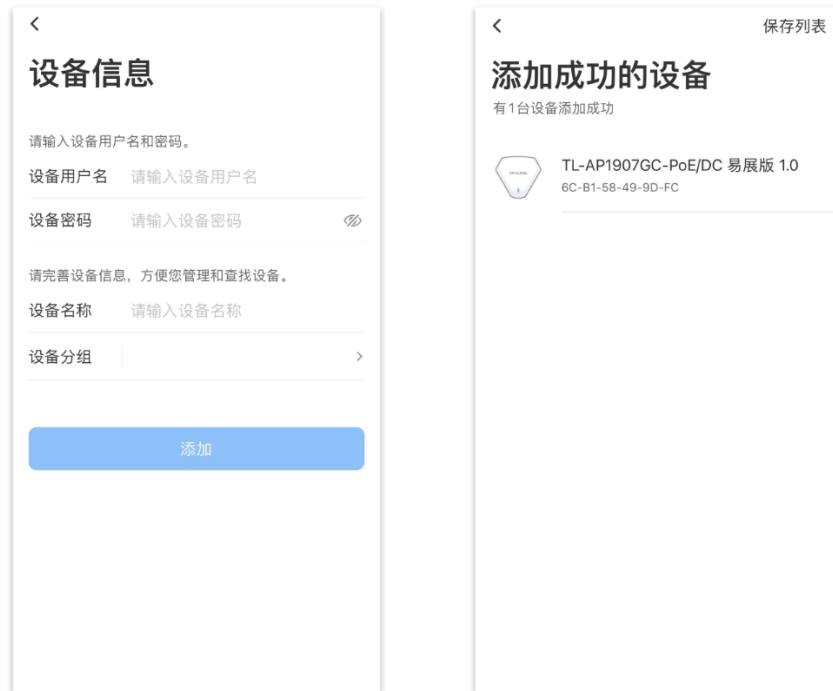 设备信息
请输入设备用户名和密码。
设备用户名 请输入设备用户名
设备密码 请输入设备密码
请完善设备信息，方便您管理和查找设备。
设备名称 请输入设备名称
设备分组
添加
保存列表
添加成功的设备
有1台设备添加成功
TL-AP1907GC-PoE/DC 易展版 1.0
6C-B1-58-49-9D-FC